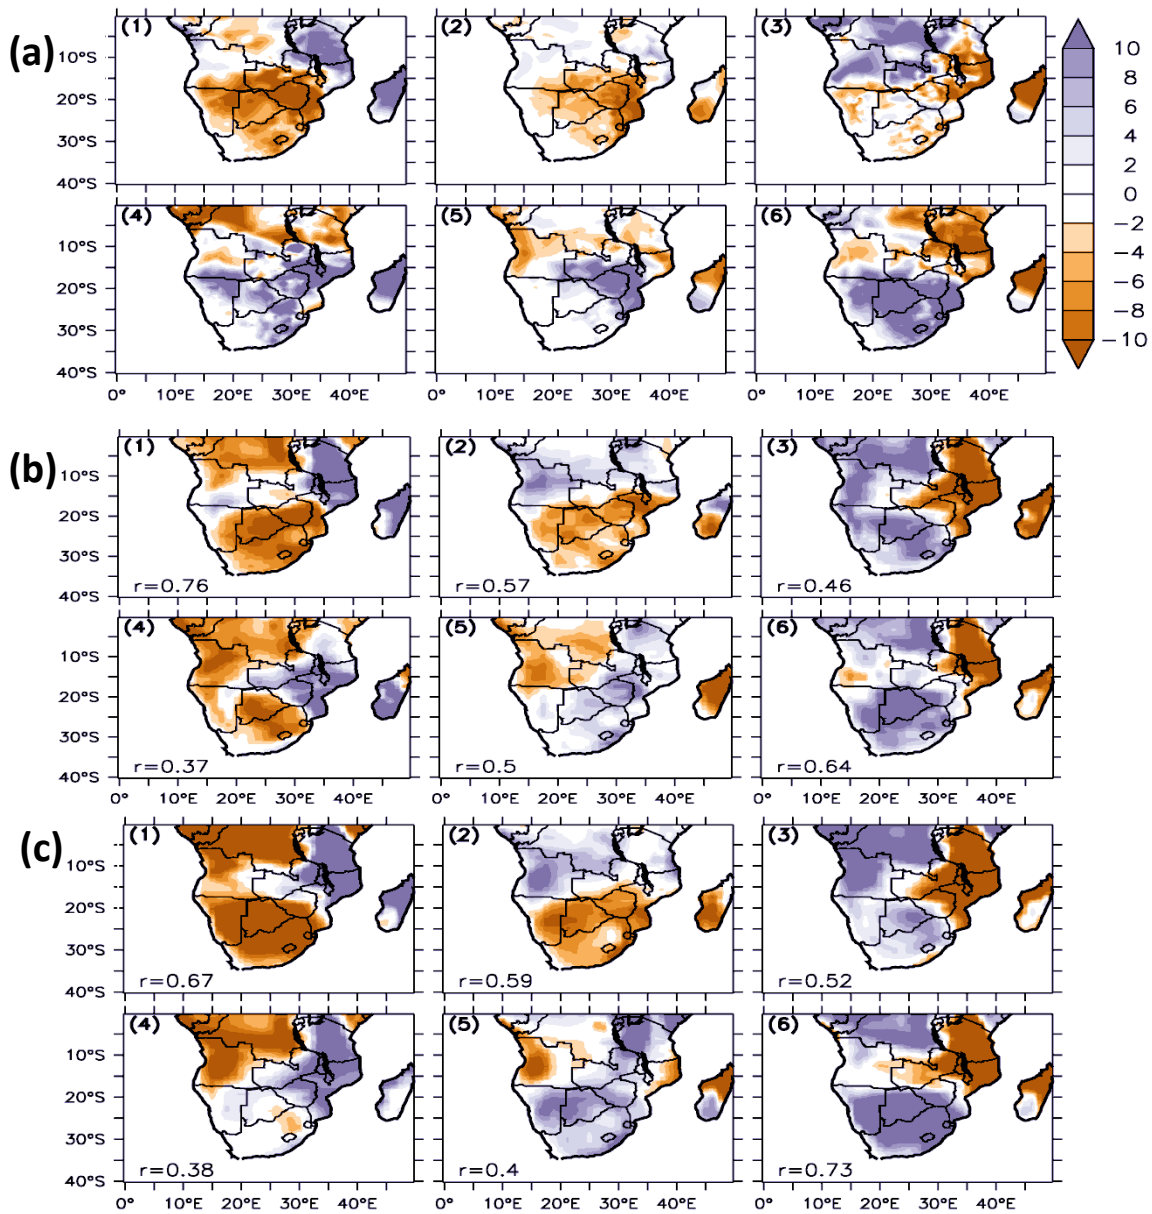 (a)
(1) (2) (3)
10°S
20°S
30°S
40°S
(4) (5) (6)
10°S
20°S
30°S
40°S
0° 10°E 20°E 30°E 40°E 0° 10°E 20°E 30°E 40°E 0° 10°E 20°E 30°E 40°E
10
8
6
4
2
0
−2
−4
−6
−8
−10
(b)
(1) (2) (3)
10°S
20°S
30°S
40°S
r=0.76 r=0.57 r=0.46
(4) (5) (6)
10°S
20°S
30°S
40°S
r=0.37 r=0.5 r=0.64
0° 10°E 20°E 30°E 40°E 0° 10°E 20°E 30°E 40°E 0° 10°E 20°E 30°E 40°E
(c)
(1) (2) (3)
10°S
20°S
30°S
40°S
r=0.67 r=0.59 r=0.52
(4) (5) (6)
10°S
20°S
30°S
40°S
r=0.38 r=0.4 r=0.73
0° 10°E 20°E 30°E 40°E 0° 10°E 20°E 30°E 40°E 0° 10°E 20°E 30°E 40°E